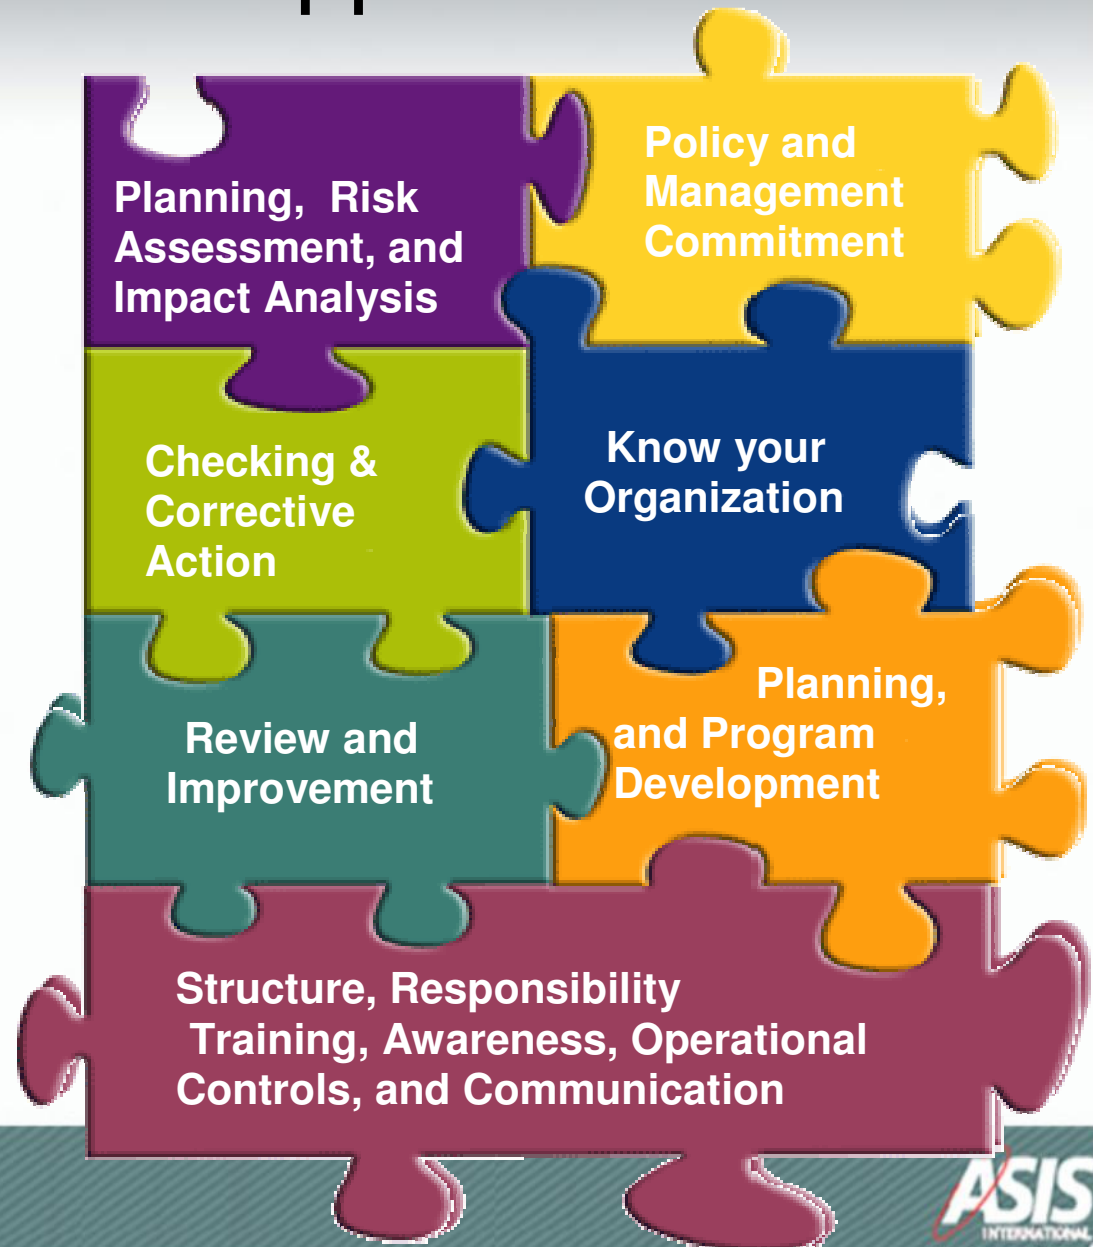 Planning, Risk
Assessment, and
Impact Analysis
Policy and
Management
Commitment
Checking &
Corrective
Action
Know your
Organization
Review and
Improvement
Planning,
and Program
Development
Structure, Responsibility
Training, Awareness, Operational
Controls, and Communication
ASIS
INTERNATIONAL